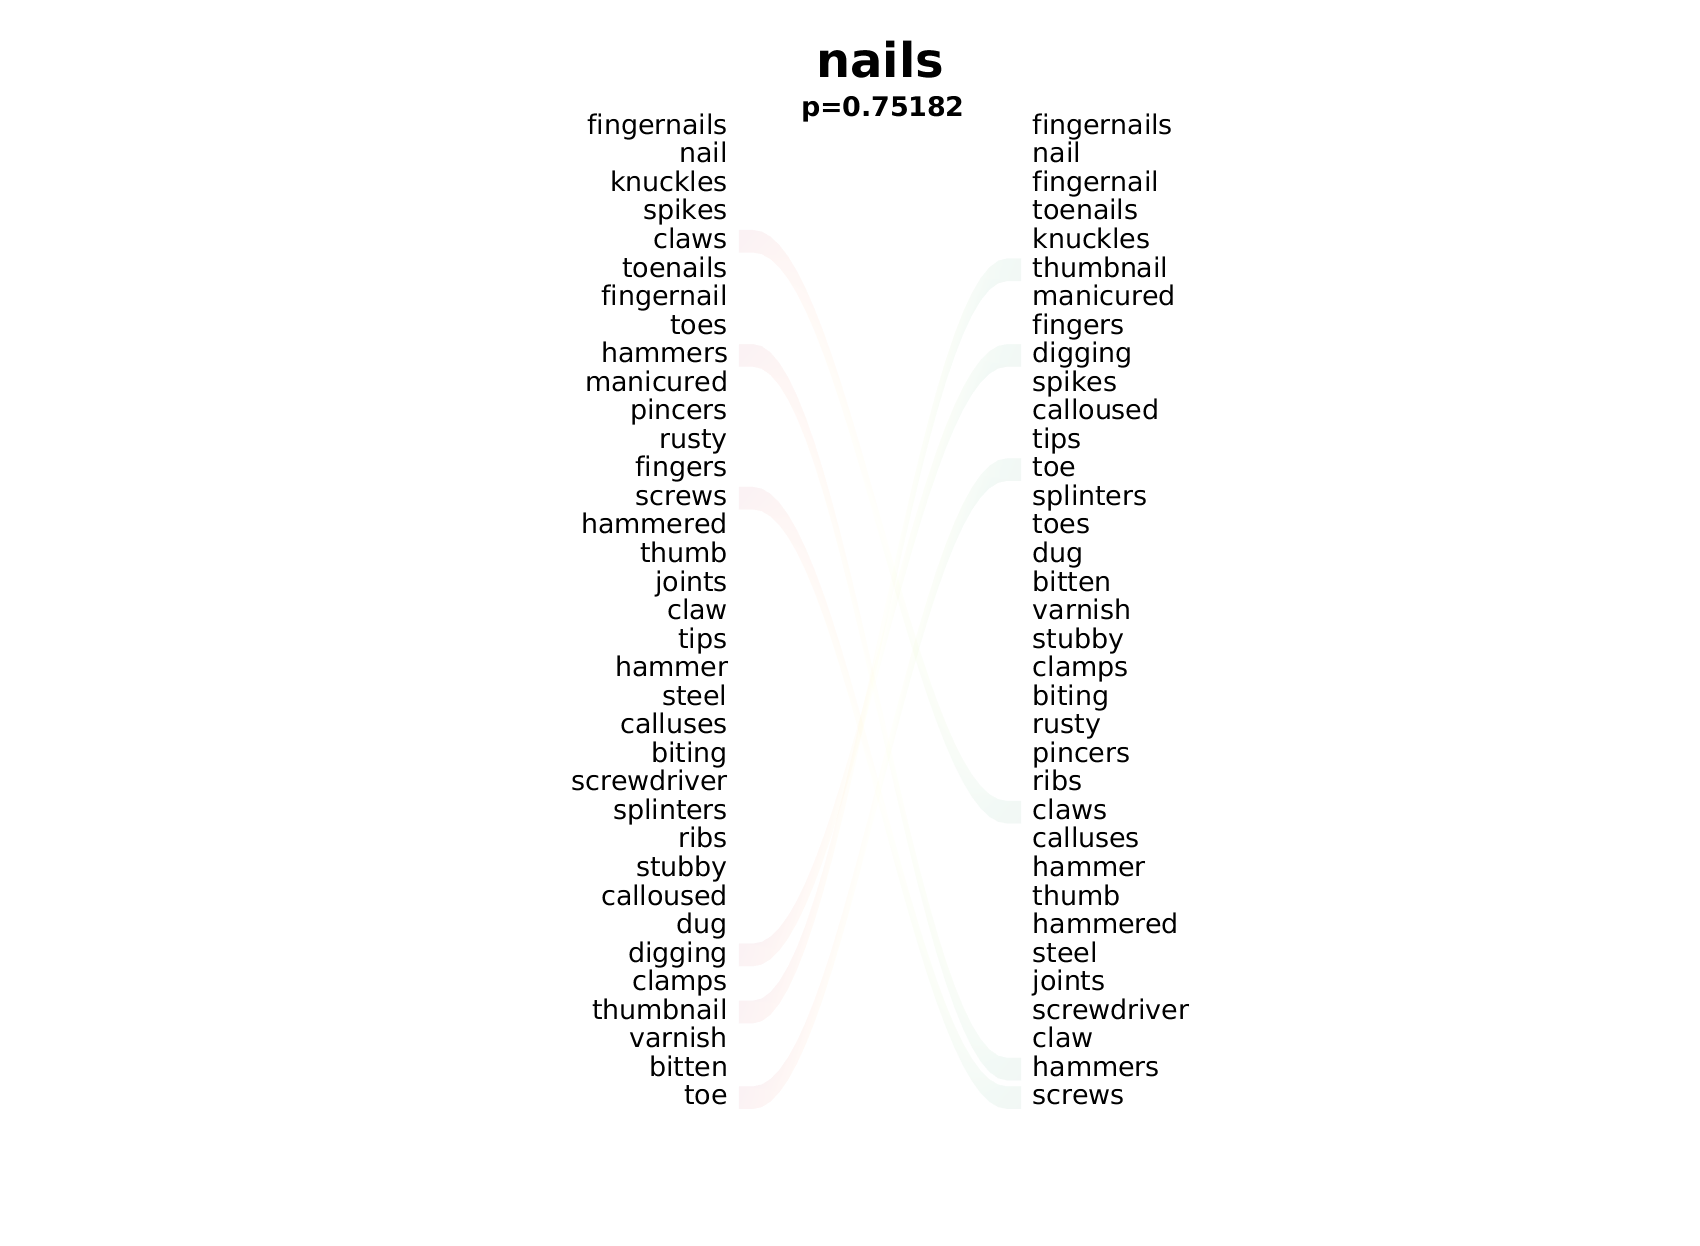 nails
p=0.75182
fingernails
nail
knuckles
spikes
claws
toenails
fingernail
toes
hammers
manicured
pincers
rusty
fingers
screws
hammered
thumb
joints
claw
tips
hammer
steel
calluses
biting
screwdriver
splinters
ribs
stubby
calloused
dug
digging
clamps
thumbnail
varnish
bitten
toe
fingernails
nail
fingernail
toenails
knuckles
thumbnail
manicured
fingers
digging
spikes
calloused
tips
toe
splinters
toes
dug
bitten
varnish
stubby
clamps
biting
rusty
pincers
ribs
claws
calluses
hammer
thumb
hammered
steel
joints
screwdriver
claw
hammers
screws